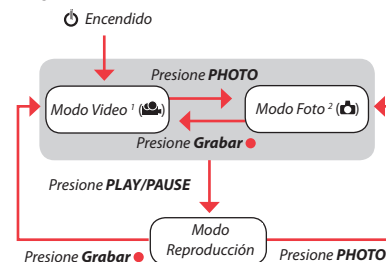 Encendido
Presione PHOTO
Modo Video ¹
Modo Foto ²
Presione Grabar
Presione PLAY/PAUSE
Modo
Reproducción
Presione Grabar
Presione PHOTO